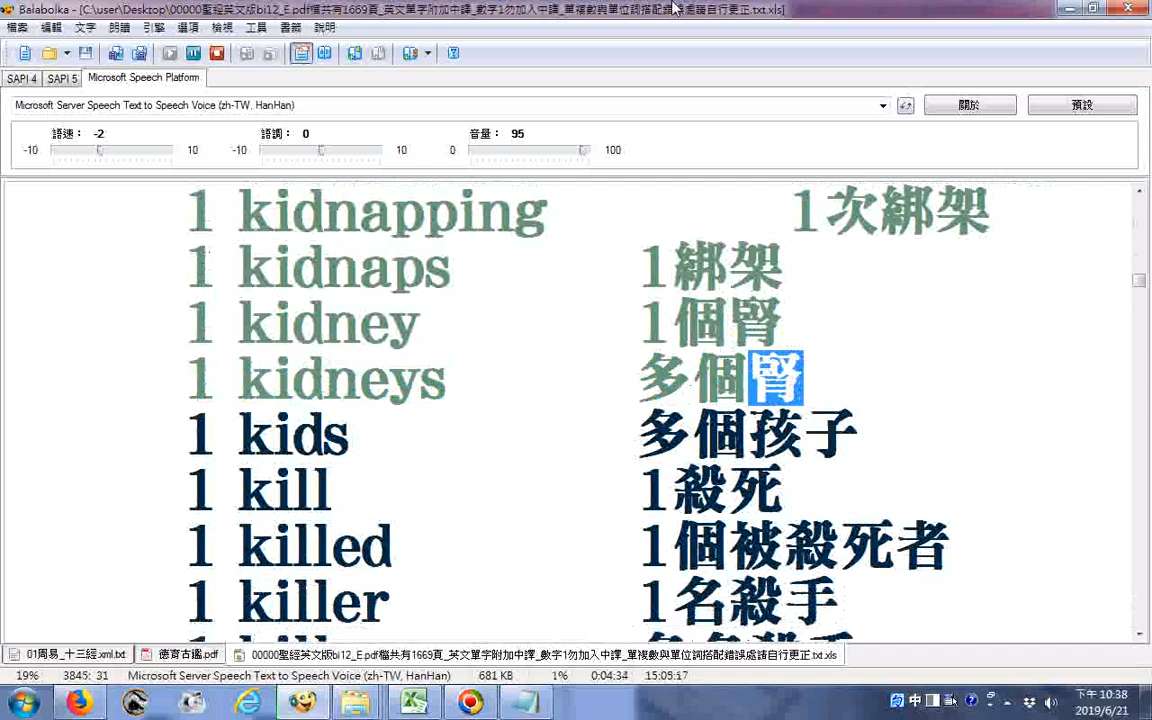 Balabolka - [C:\user\Desktop\00000聖經英文版bi12_E.pdf檔共有1669頁_英文單字附加中譯_數字1勿加入中譯_單複數與單位詞搭配錯誤處請自行更正.txt.xls]
檔案 編輯 文字 朗讀 引擎 選項 檢視 工具 書籤 說明
SAPI 4 SAPI 5 Microsoft Speech Platform
Microsoft Server Speech Text to Speech Voice (zh-TW, HanHan) 關於 預設
語速： -2 語調： 0 音量： 95
-10 10 -10 10 0 100
1 kidnapping 1次綁架
1 kidnaps 1綁架
1 kidney 1個腎
1 kidneys 多個腎
1 kids 多個孩子
1 kill 1殺死
1 killed 1個被殺死者
1 killer 1名殺手
01周易_十三經.xml.txt 德育古鑑.pdf 00000聖經英文版bi12_E.pdf檔共有1669頁_英文單字附加中譯_數字1勿加入中譯_單複數與單位詞搭配錯誤處請自行更正.txt.xls
19% 3845: 31 Microsoft Server Speech Text to Speech Voice (zh-TW, HanHan) 681 KB 1% 0:04:34 15:05:17
中 下午 10:38
2019/6/21